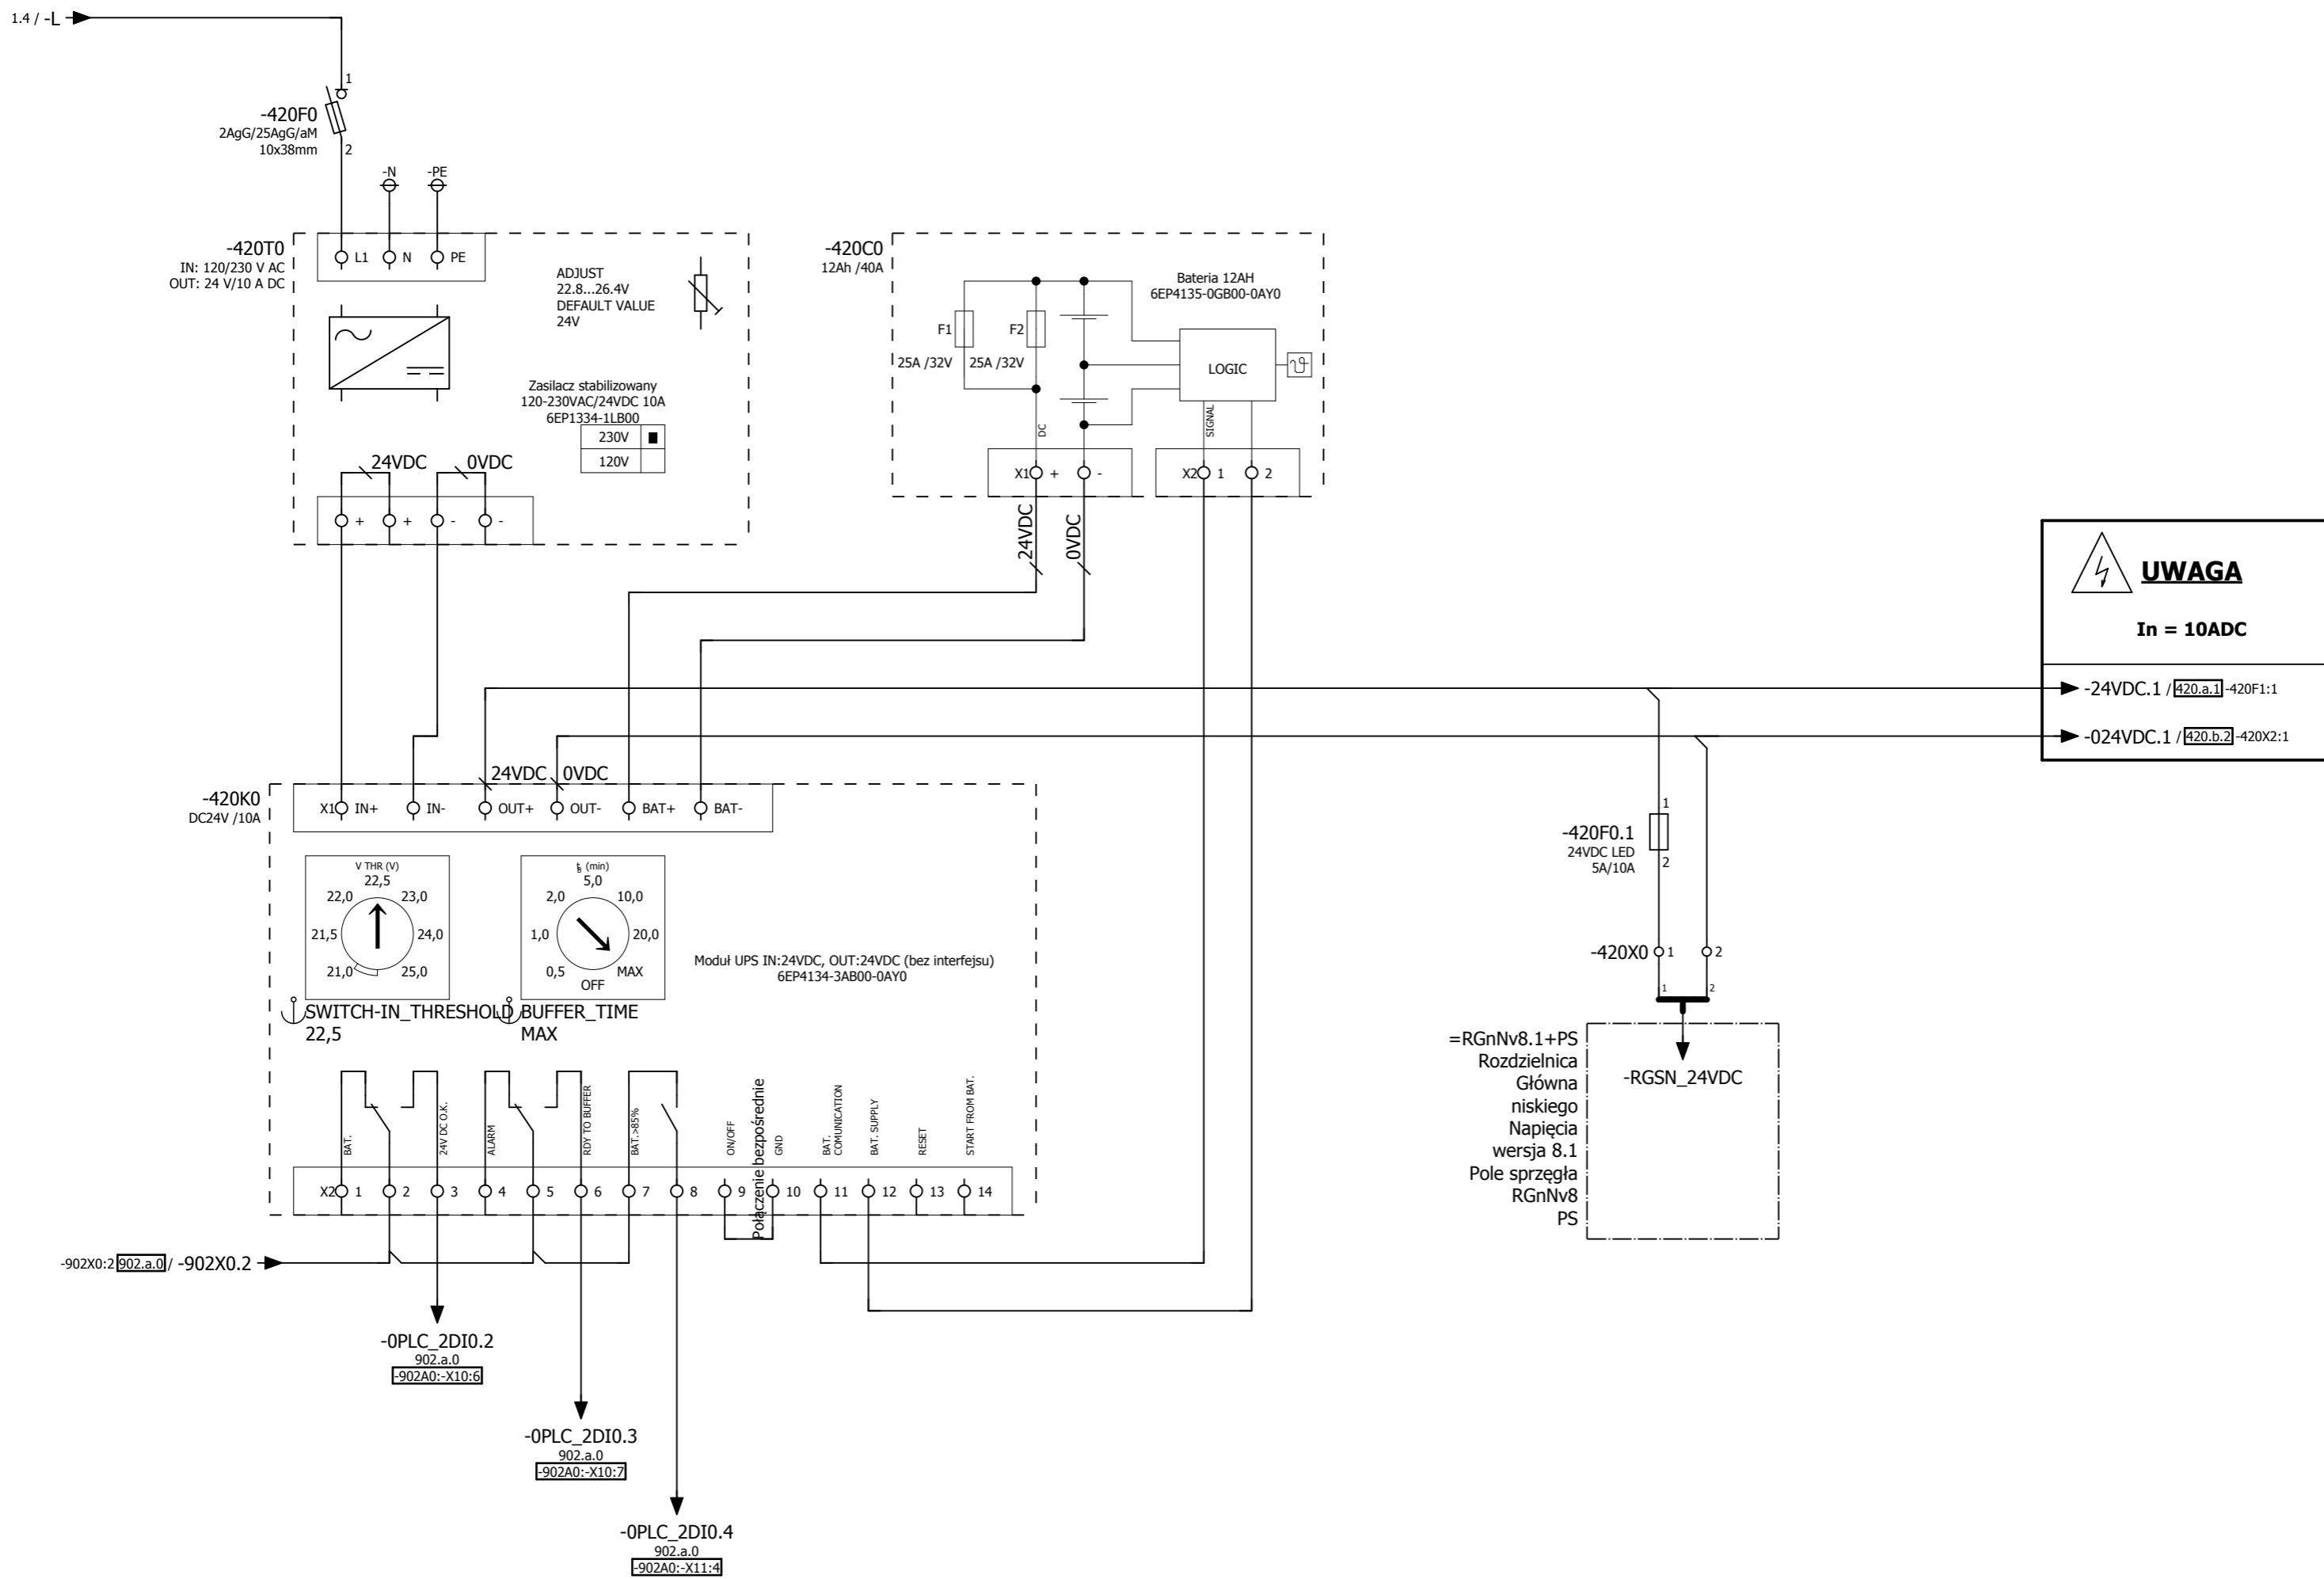 1.4 / -L
1
-420F0
2AgG/25AgG/aM
10x38mm
2
-N
-PE
-420T0
IN: 120/230 V AC
OUT: 24 V/10 A DC
L1
N
PE
ADJUST
22.8...26.4V
DEFAULT VALUE
24V
Zasilacz stabilizowany
120-230VAC/24VDC 10A
6EP1334-1LB00
230V
120V
24VDC
0VDC
+
+
-
-
-420C0
12Ah /40A
Bateria 12AH
6EP4135-0GB00-0AY0
F1
F2
25A /32V
25A /32V
LOGIC
DC
SIGNAL
X1
+
-
X2
1
2
24VDC
0VDC
UWAGA
In = 10ADC
-24VDC.1 / 420.a.1 -420F1:1
-024VDC.1 / 420.b.2 -420X2:1
24VDC
0VDC
-420K0
DC24V /10A
X1
IN+
IN-
OUT+
OUT-
BAT+
BAT-
V THR (V)
22,5
22,0
23,0
21,5
24,0
21,0
25,0
tB (min)
5,0
2,0
10,0
1,0
20,0
0,5
MAX
OFF
Moduł UPS IN:24VDC, OUT:24VDC (bez interfejsu)
6EP4134-3AB00-0AY0
SWITCH-IN_THRESHOLD
22,5
BUFFER_TIME
MAX
BAT.
24V DC O.K.
ALARM
RDY TO BUFFER
BAT.>85%
ON/OFF
Połączenie bezpośrednie
GND
BAT.
COMUNICATION
BAT. SUPPLY
RESET
START FROM BAT.
X2
1
2
3
4
5
6
7
8
9
10
11
12
13
14
-902X0:2 902.a.0 / -902X0.2
-0PLC_2DI0.2
902.a.0
-902A0:-X10:6
-0PLC_2DI0.3
902.a.0
-902A0:-X10:7
-0PLC_2DI0.4
902.a.0
-902A0:-X11:4
1
-420F0.1
24VDC LED
5A/10A
2
-420X0
1
2
1
2
=RGnNv8.1+PS
Rozdzielnica
Główna
niskiego
Napięcia
wersja 8.1
Pole sprzęgła
RGnNv8
PS
-RGSN_24VDC